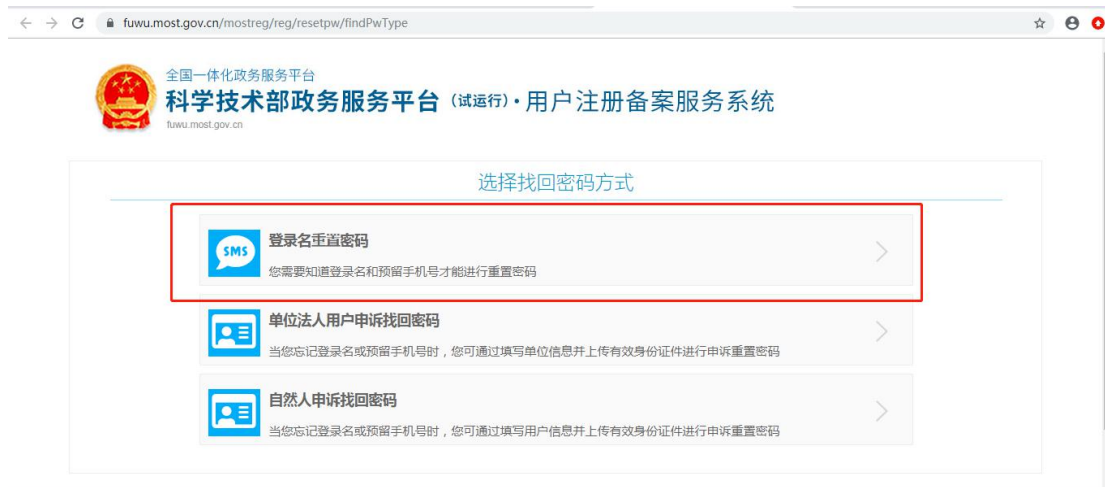 fuwu.most.gov.cn/mostreg/reg/resetpw/findPwType
全国一体化政务服务平台
科学技术部政务服务平台（试运行）·用户注册备案服务系统
fuwu.most.gov.cn
选择找回密码方式
SMS
登录名重置密码
您需要知道登录名和预留手机号才能进行重置密码
单位法人用户申诉找回密码
当您忘记登录名或预留手机号时，您可通过填写单位信息并上传有效身份证件进行申诉重置密码
自然人申诉找回密码
当您忘记登录名或预留手机号时，您可通过填写用户信息并上传有效身份证件进行申诉重置密码